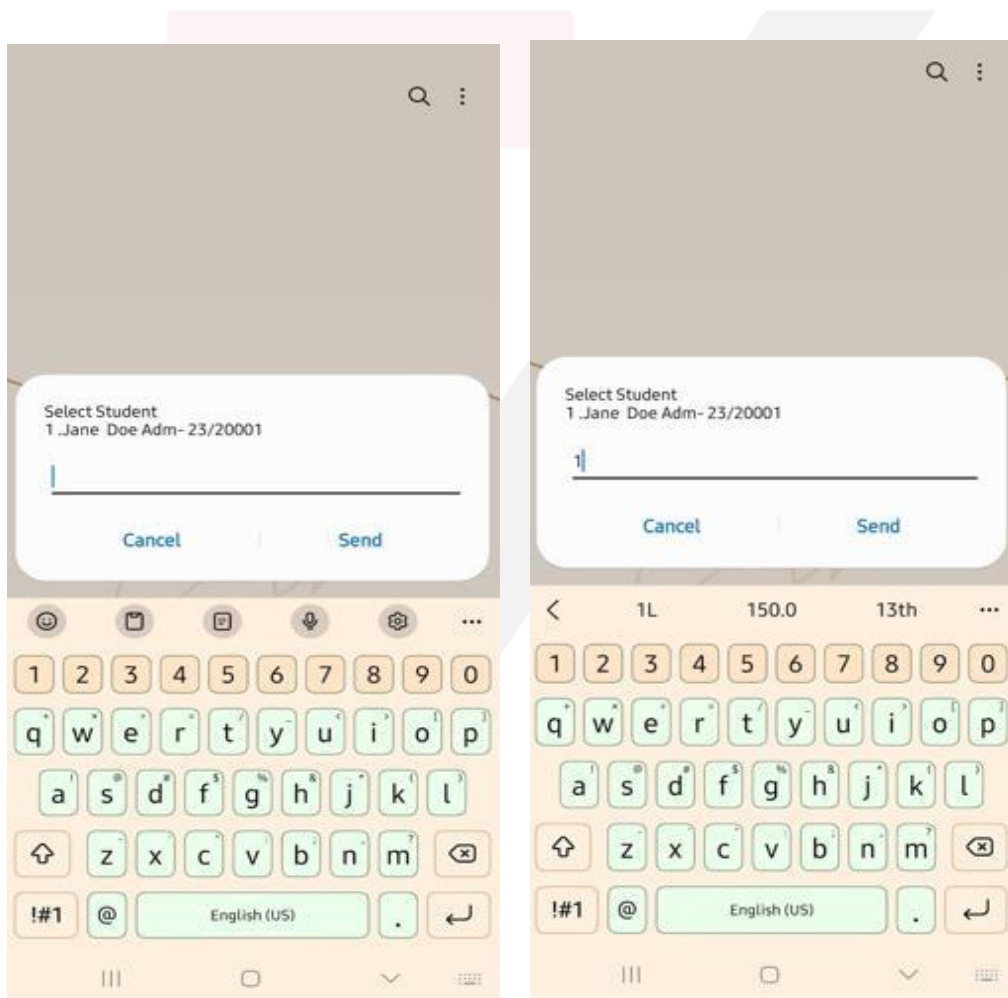 Select Student
1 .Jane Doe Adm- 23/20001
Cancel Send
1 2 3 4 5 6 7 8 9 0
q w e r t y u i o p
a s d f g h j k l
z x c v b n m
!#1 @ English (US) .
Select Student
1 .Jane Doe Adm- 23/20001
1
Cancel Send
1L 150.0 13th
1 2 3 4 5 6 7 8 9 0
q w e r t y u i o p
a s d f g h j k l
z x c v b n m
!#1 @ English (US) .